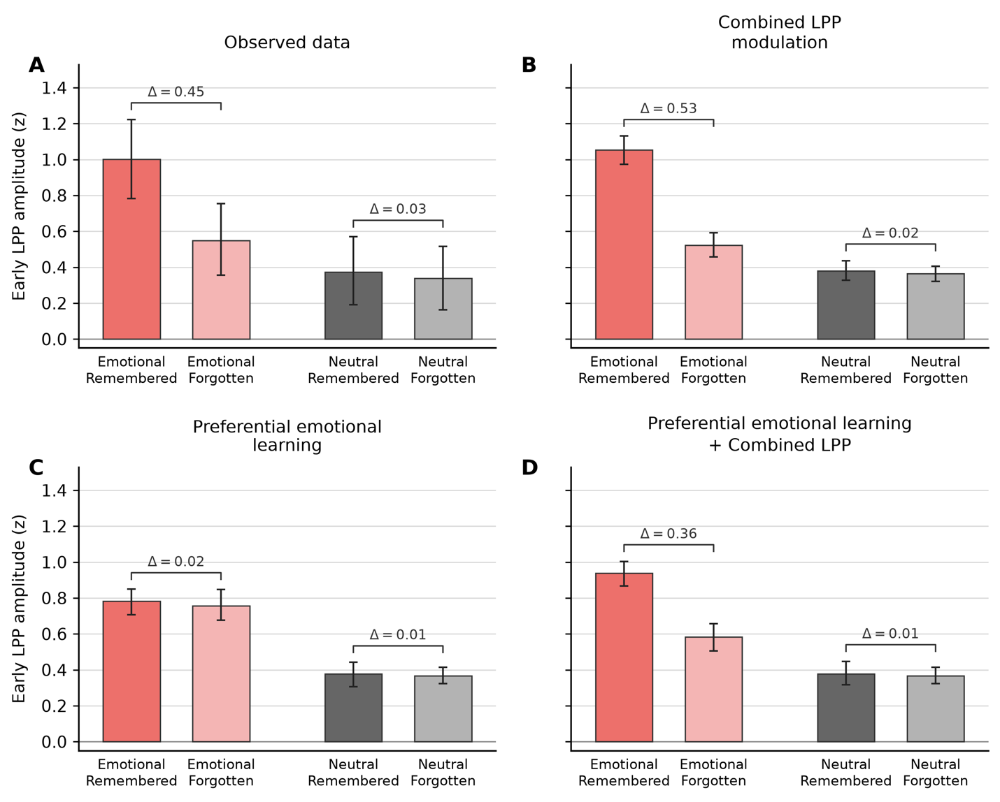 Observed data
A
Early LPP amplitude (z)
1.4
1.2
1.0
0.8
0.6
0.4
0.2
0.0
Δ = 0.45
Δ = 0.03
Emotional
Remembered
Emotional
Forgotten
Neutral
Remembered
Neutral
Forgotten
Combined LPP
modulation
B
Δ = 0.53
Δ = 0.02
Emotional
Remembered
Emotional
Forgotten
Neutral
Remembered
Neutral
Forgotten
Preferential emotional
learning
C
Early LPP amplitude (z)
1.4
1.2
1.0
0.8
0.6
0.4
0.2
0.0
Δ = 0.02
Δ = 0.01
Emotional
Remembered
Emotional
Forgotten
Neutral
Remembered
Neutral
Forgotten
Preferential emotional learning
+ Combined LPP
D
Δ = 0.36
Δ = 0.01
Emotional
Remembered
Emotional
Forgotten
Neutral
Remembered
Neutral
Forgotten